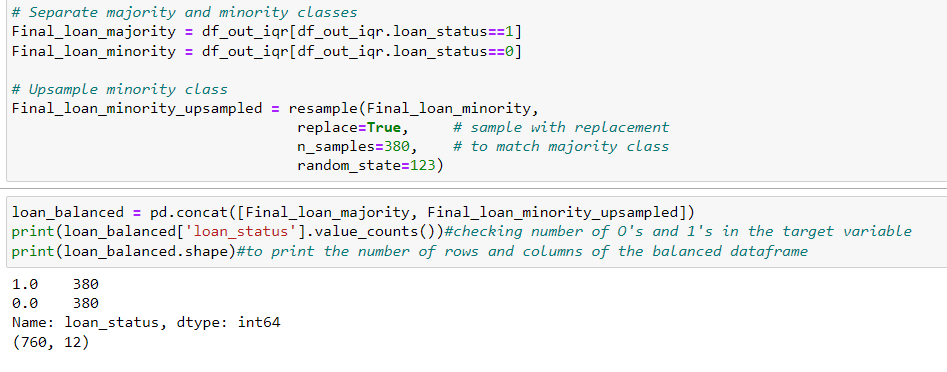 # Separate majority and minority classes
Final_loan_majority = df_out_iqr[df_out_iqr.loan_status==1]
Final_loan_minority = df_out_iqr[df_out_iqr.loan_status==0]
# Upsample minority class
Final_loan_minority_upsampled = resample(Final_loan_minority,
replace=True, # sample with replacement
n_samples=380, # to match majority class
random_state=123)
loan_balanced = pd.concat([Final_loan_majority, Final_loan_minority_upsampled])
print(loan_balanced['loan_status'].value_counts())#checking number of O's and 1's in the target variable
print(loan_balanced.shape)#to print the number of rows and columns of the balanced dataframe
1.0 380
0.0 380
Name: loan_status, dtype: int64
(760, 12)